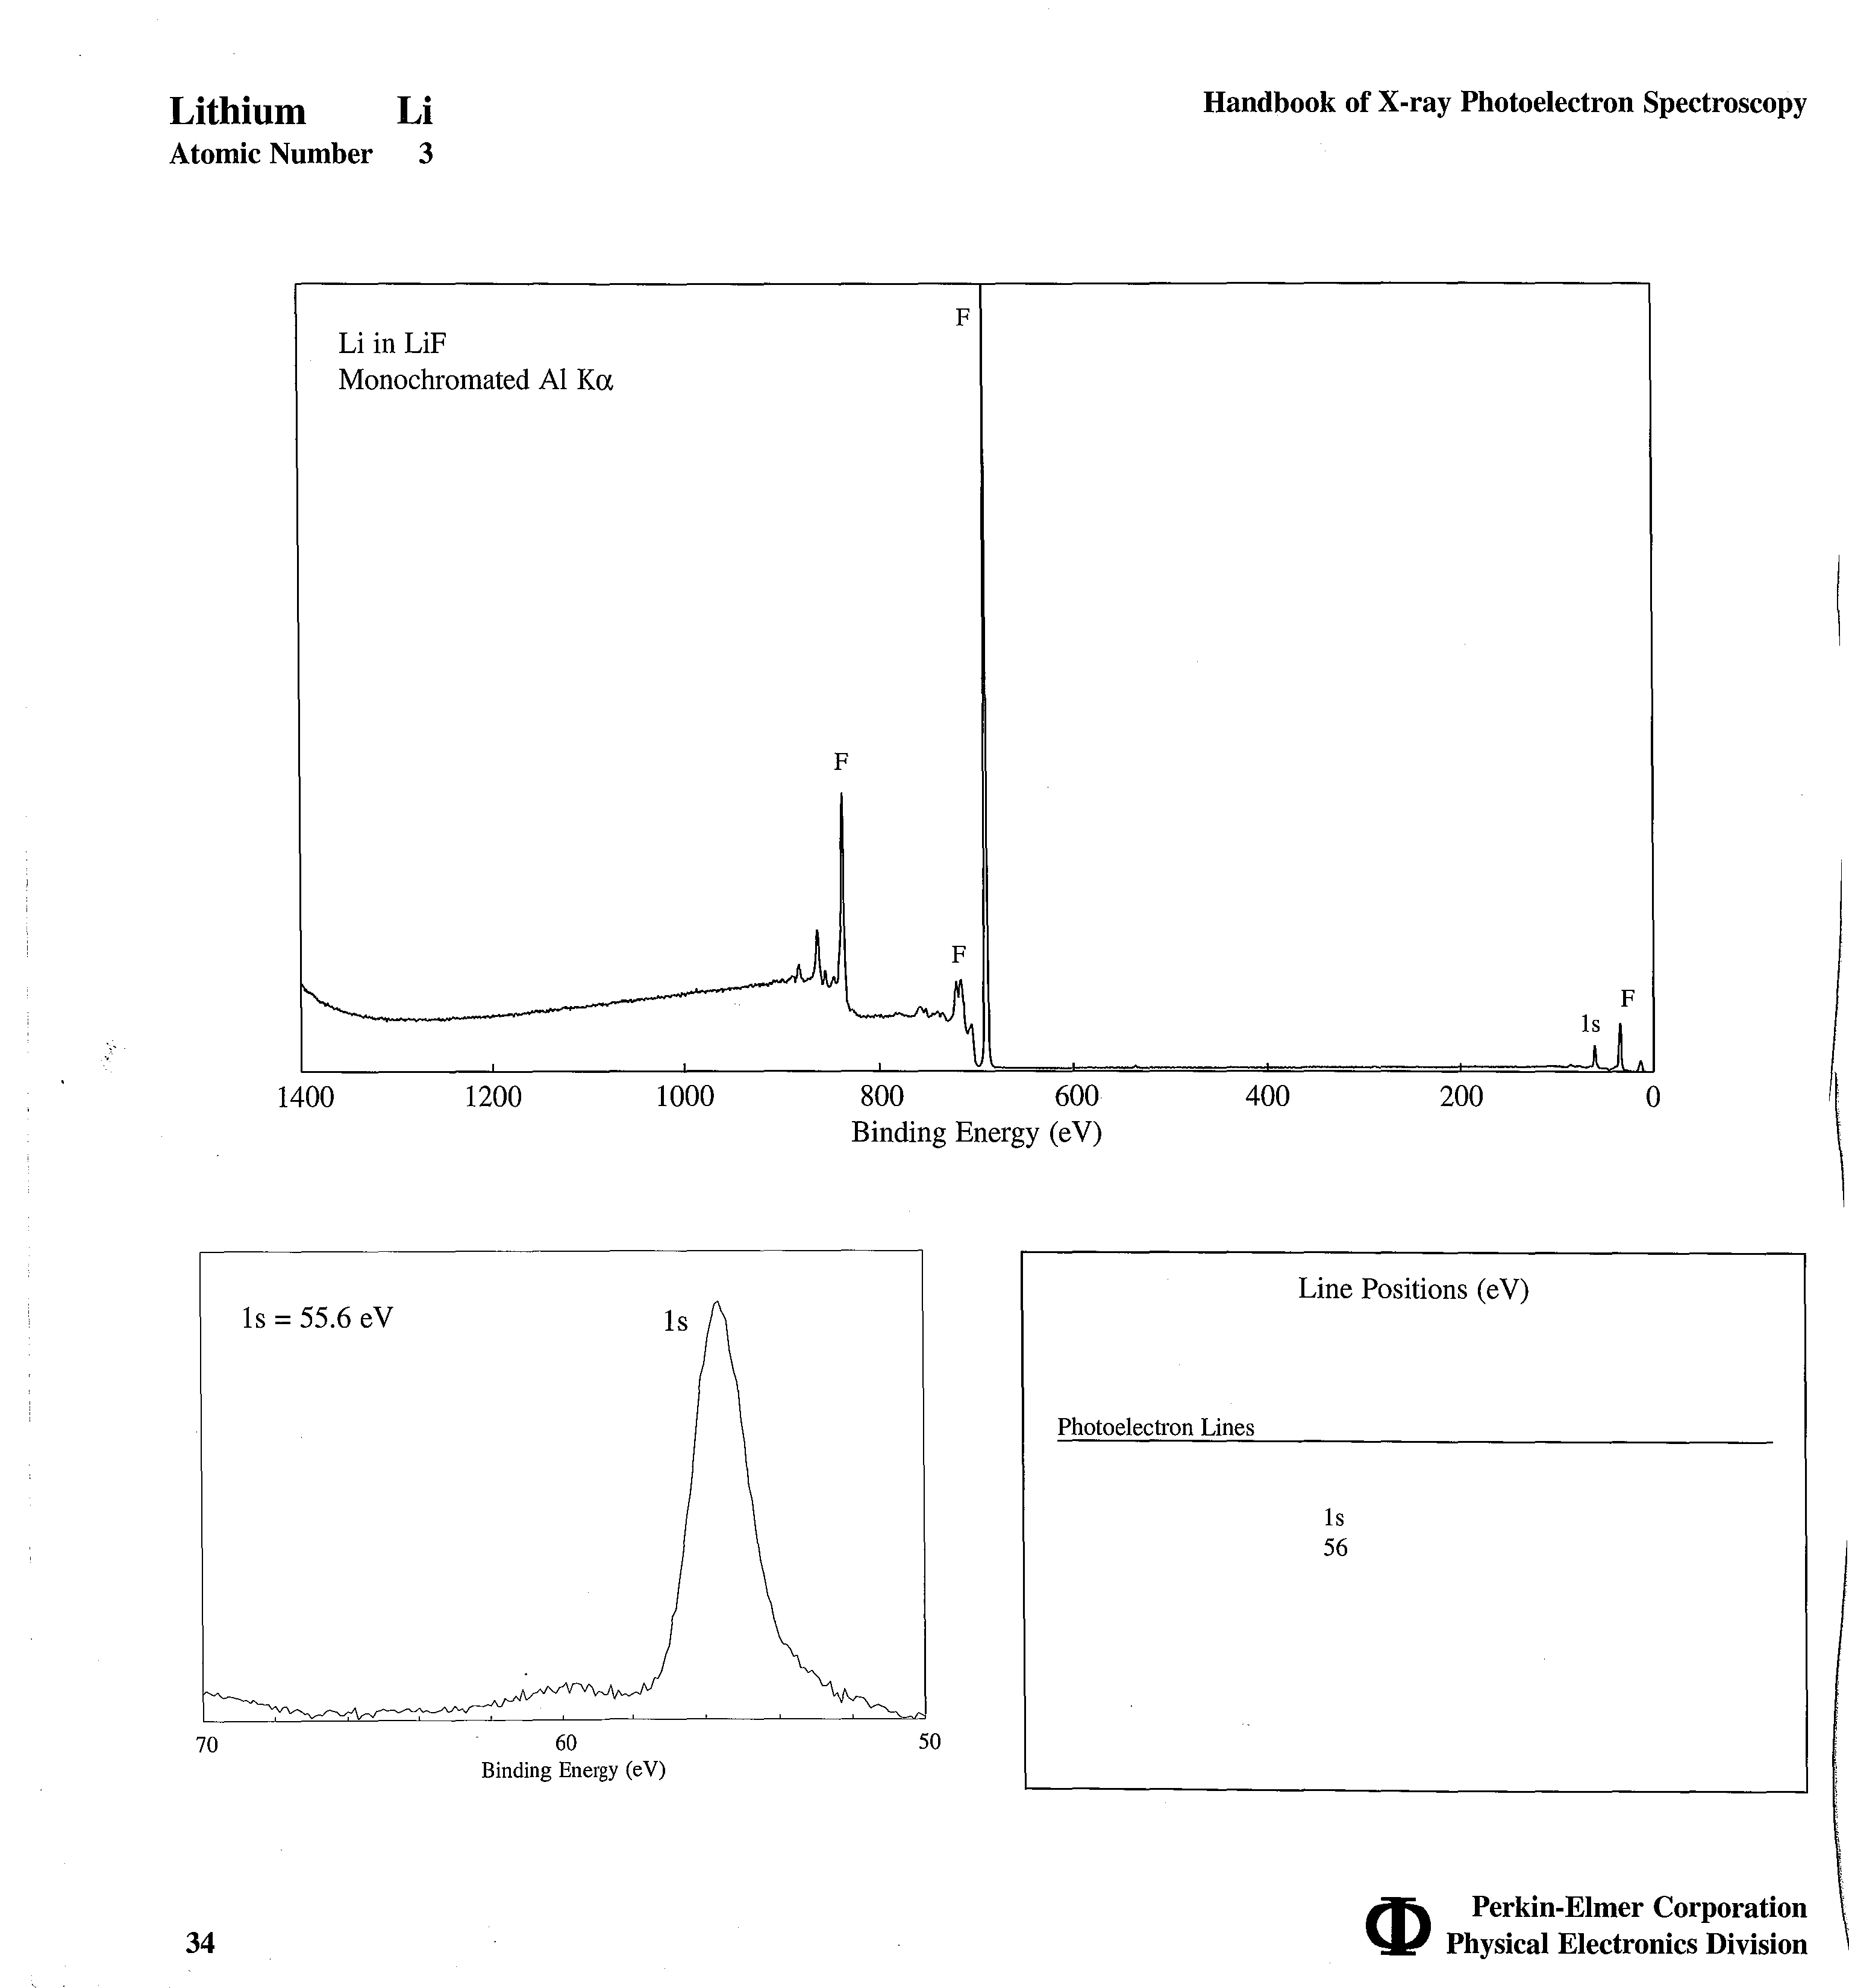 Lithium Li
Atomic Number 3
Handbook of X-ray Photoelectron Spectroscopy
Li in LiF
Monochromated Al Kα
F
F
F
F
1s
1400 1200 1000 800 600 400 200 0
Binding Energy (eV)
1s = 55.6 eV
1s
70 60 50
Binding Energy (eV)
Line Positions (eV)
Photoelectron Lines
1s
56
34
Φ
Perkin-Elmer Corporation
Physical Electronics Division